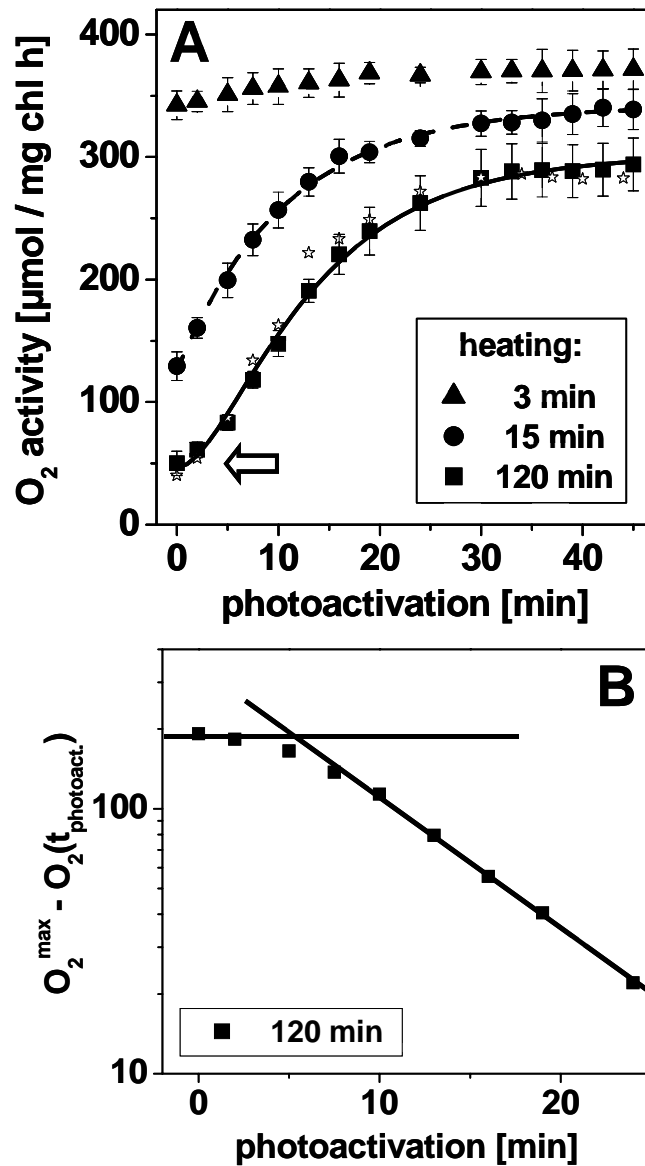 A
O₂ activity [µmol / mg chl h]
400
300
200
100
0
heating:
3 min
15 min
120 min
0 10 20 30 40
photoactivation [min]
B
O₂ᵐᵃˣ - O₂(tₚₕₒₜₒₐcₜ.)
100
10
120 min
0 10 20
photoactivation [min]